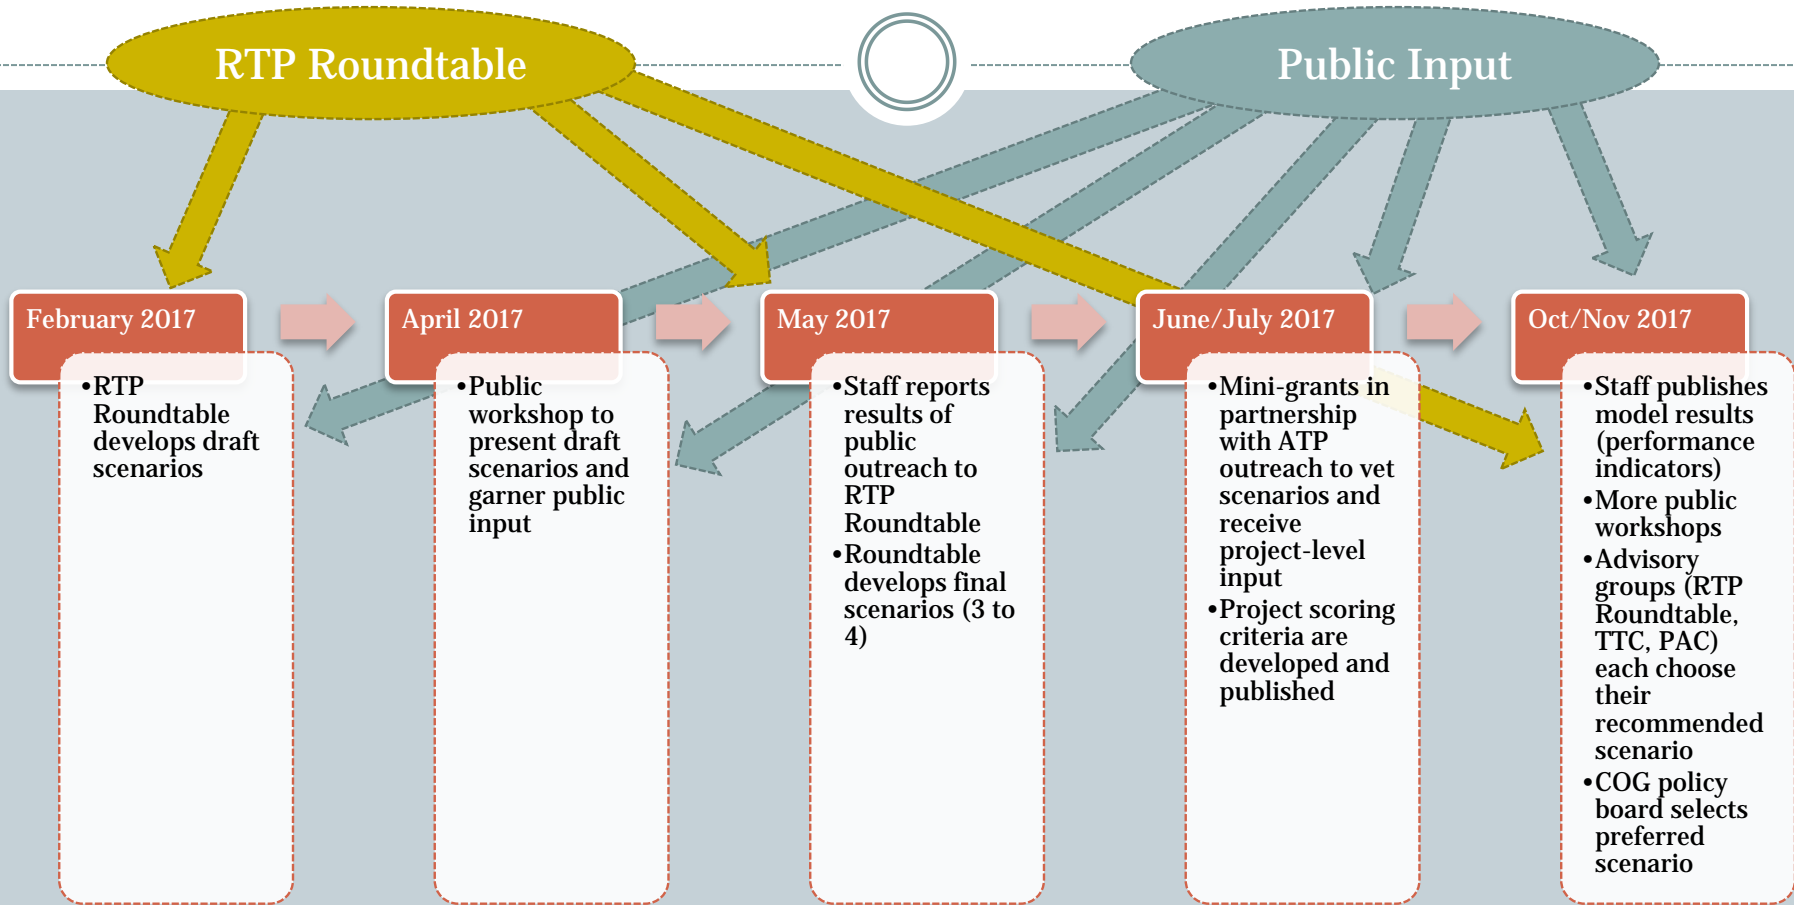 RTP Roundtable
Public Input
February 2017
•RTP
Roundtable
develops draft
scenarios
April 2017
•Public
workshop to
present draft
scenarios and
garner public
input
May 2017
•Staff reports
results of
public
outreach to
RTP
Roundtable
•Roundtable
develops final
scenarios (3 to
4)
June/July 2017
•Mini-grants in
partnership
with ATP
outreach to vet
scenarios and
receive
project-level
input
•Project scoring
criteria are
developed and
published
Oct/Nov 2017
•Staff publishes
model results
(performance
indicators)
•More public
workshops
•Advisory
groups (RTP
Roundtable,
TTC, PAC)
each choose
their
recommended
scenario
•COG policy
board selects
preferred
scenario